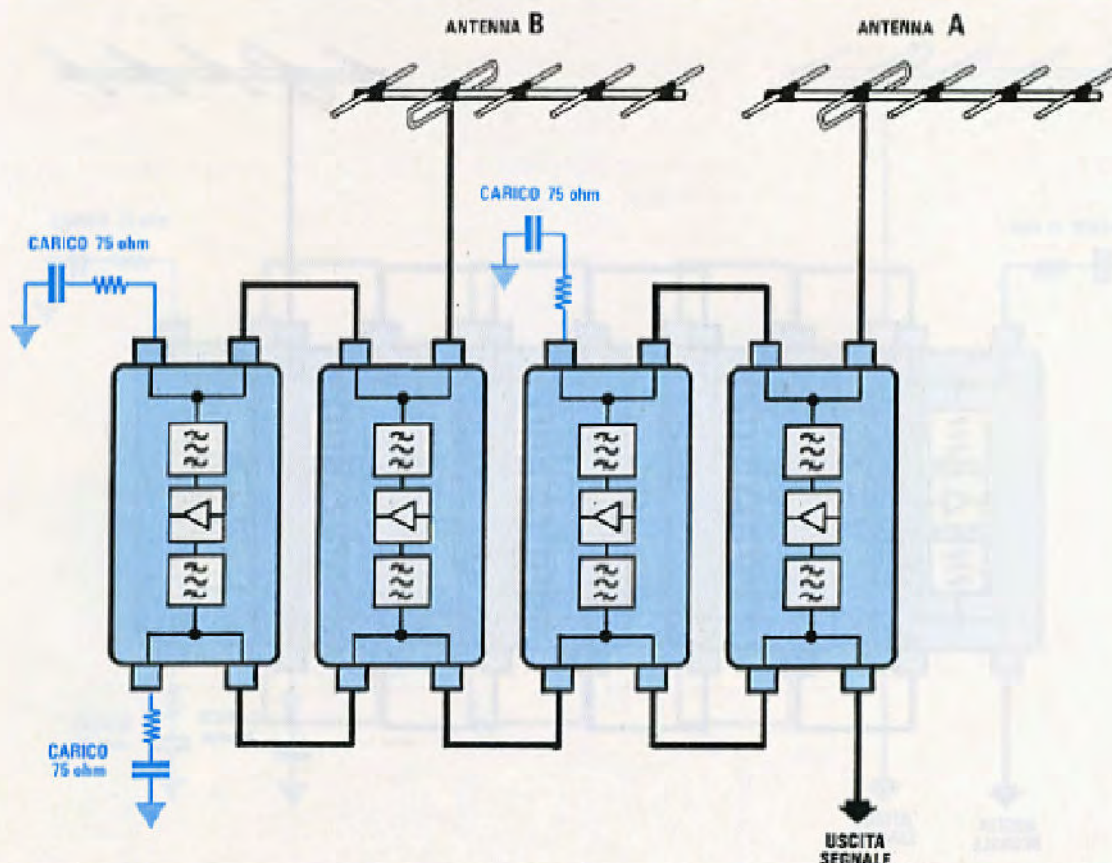 ANTENNA B
ANTENNA A
CARICO 75 ohm
CARICO 75 ohm
CARICO
75 ohm
USCITA
SEGNALE